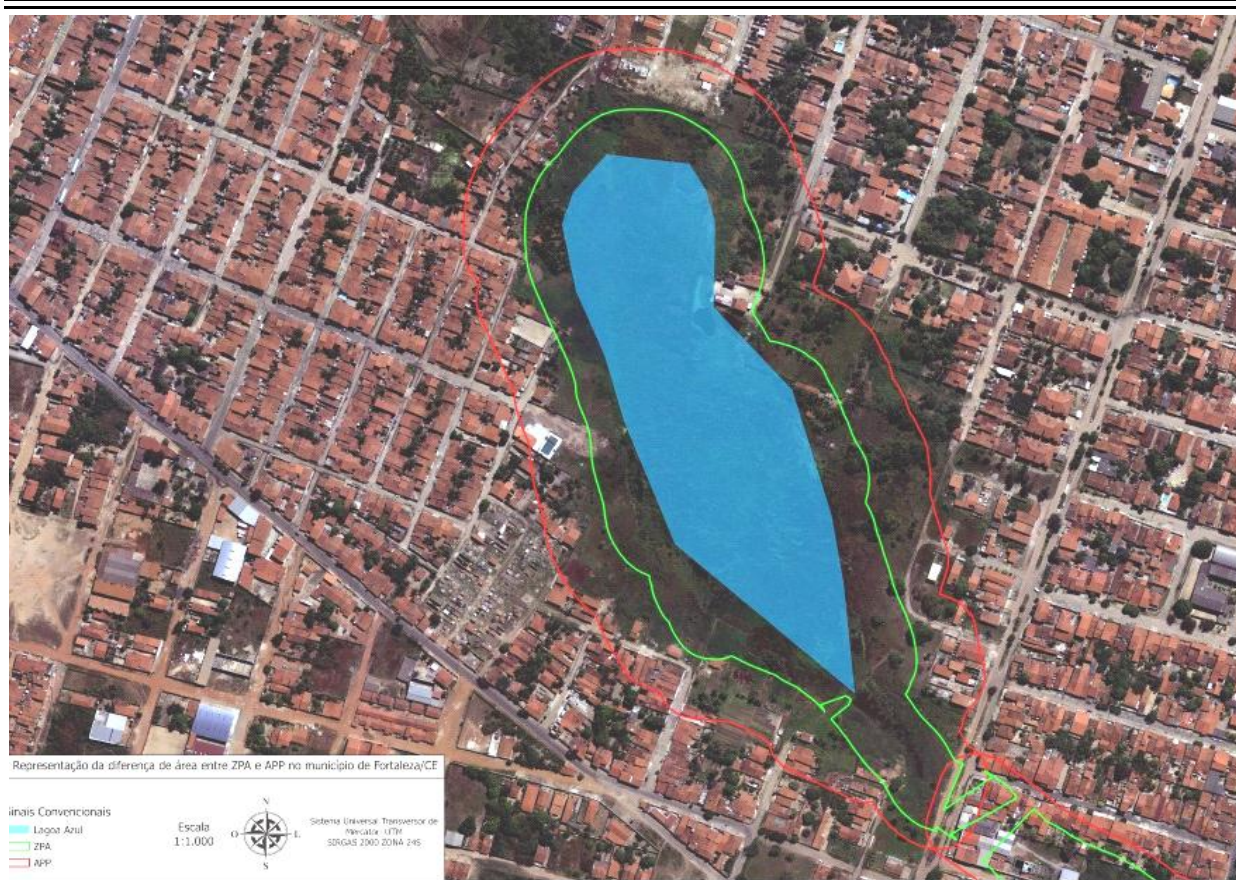 Representação da diferença de área entre ZPA e APP no município de Fortaleza/CE
inais Convencionais
Lagoa Azul
ZPA
APP
Escala
1:1.000
N
O
L
S
Sistema Universal Transversor de
Mercator - UTM
SIRGAS 2000 ZONA 24S